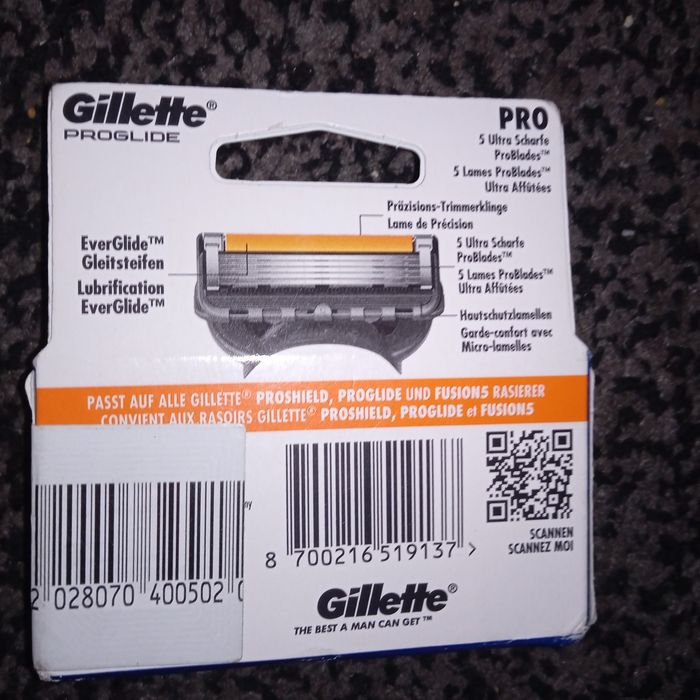 Gillette®
PROGLIDE
PRO
5 Ultra Scharfe
ProBlades™
5 Lames ProBlades™
Ultra Affûtées
Präzisions-Trimmerklinge
Lame de Précision
EverGlide™
Gleitsteifen
Lubrification
EverGlide™
5 Ultra Scharfe
ProBlades™
5 Lames ProBlades™
Ultra Affûtées
Hautschutzlamellen
Garde-confort avec
Micro-lamelles
PASST AUF ALLE GILLETTE® PROSHIELD, PROGLIDE UND FUSION5 RASIERER
CONVIENT AUX RASOIRS GILLETTE® PROSHIELD, PROGLIDE et FUSION5
8 700216 519137 >
2 028070 400502
SCANNEN
SCANNEZ MOI
Gillette®
THE BEST A MAN CAN GET™